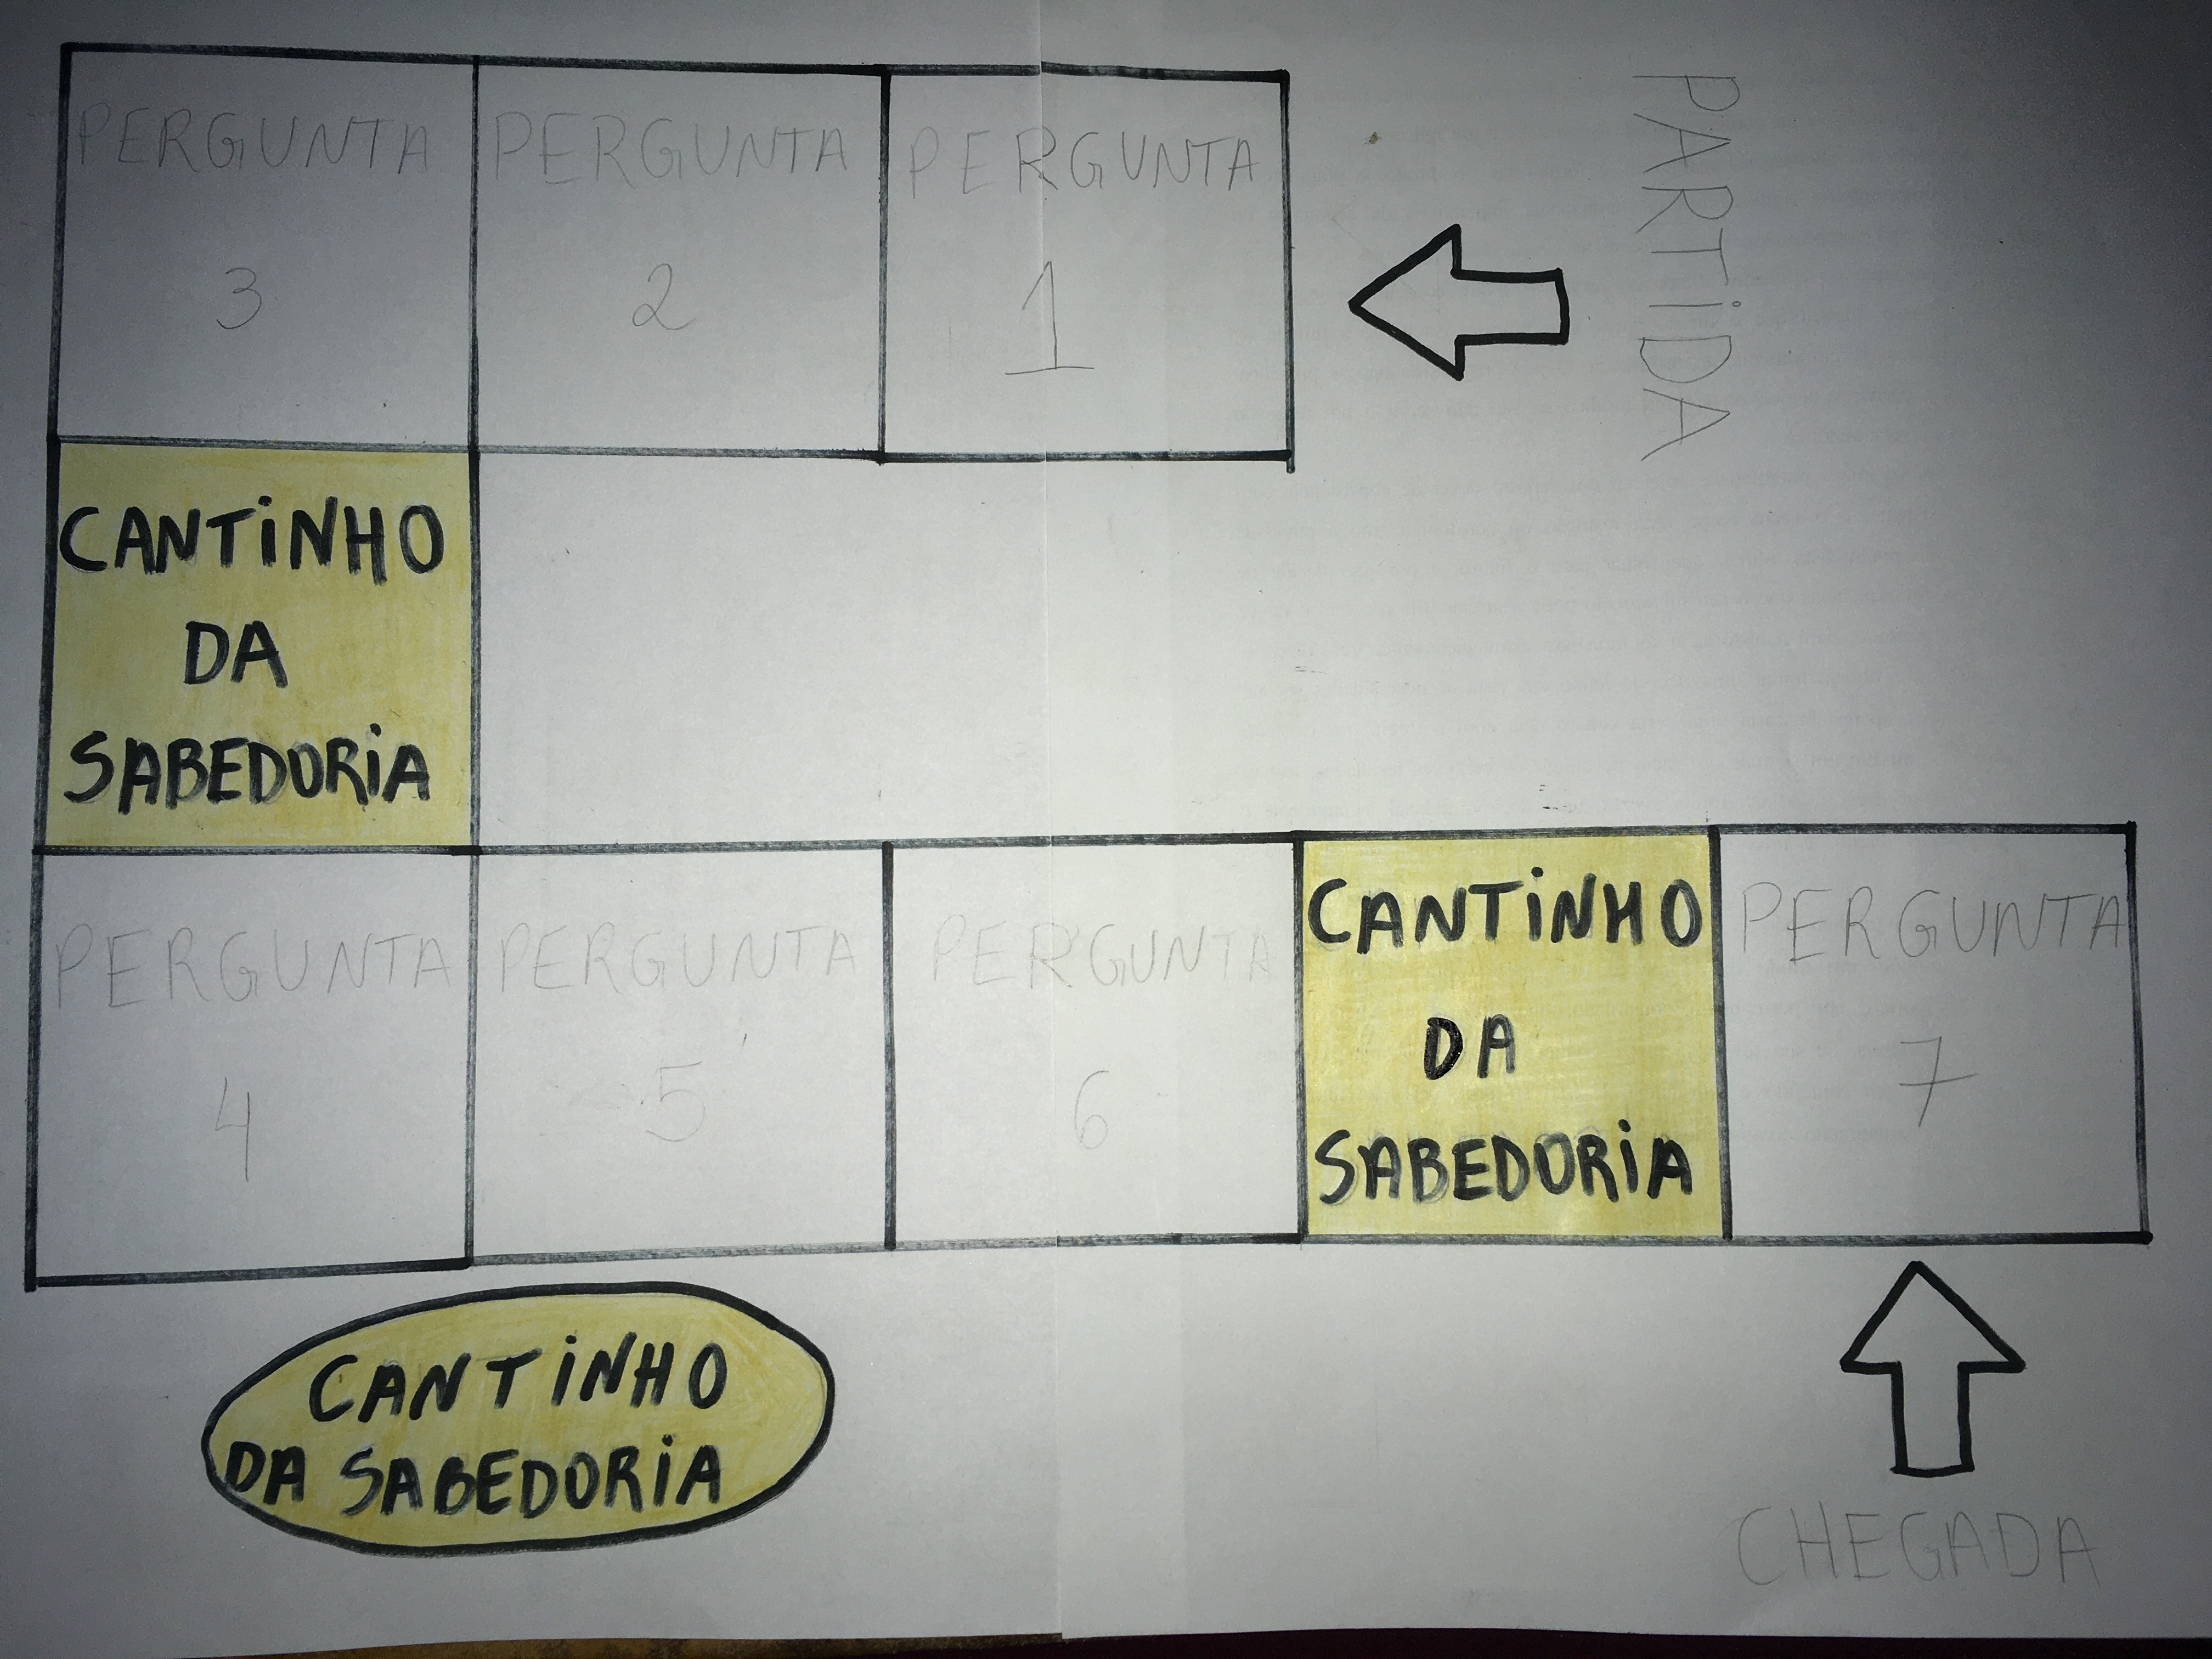 PARTIDA
PERGUNTA
1
PERGUNTA
2
PERGUNTA
3
CANTINHO
DA
SABEDORIA
PERGUNTA
4
PERGUNTA
5
PERGUNTA
6
CANTINHO
DA
SABEDORIA
PERGUNTA
7
CHEGADA
CANTINHO
DA SABEDORIA